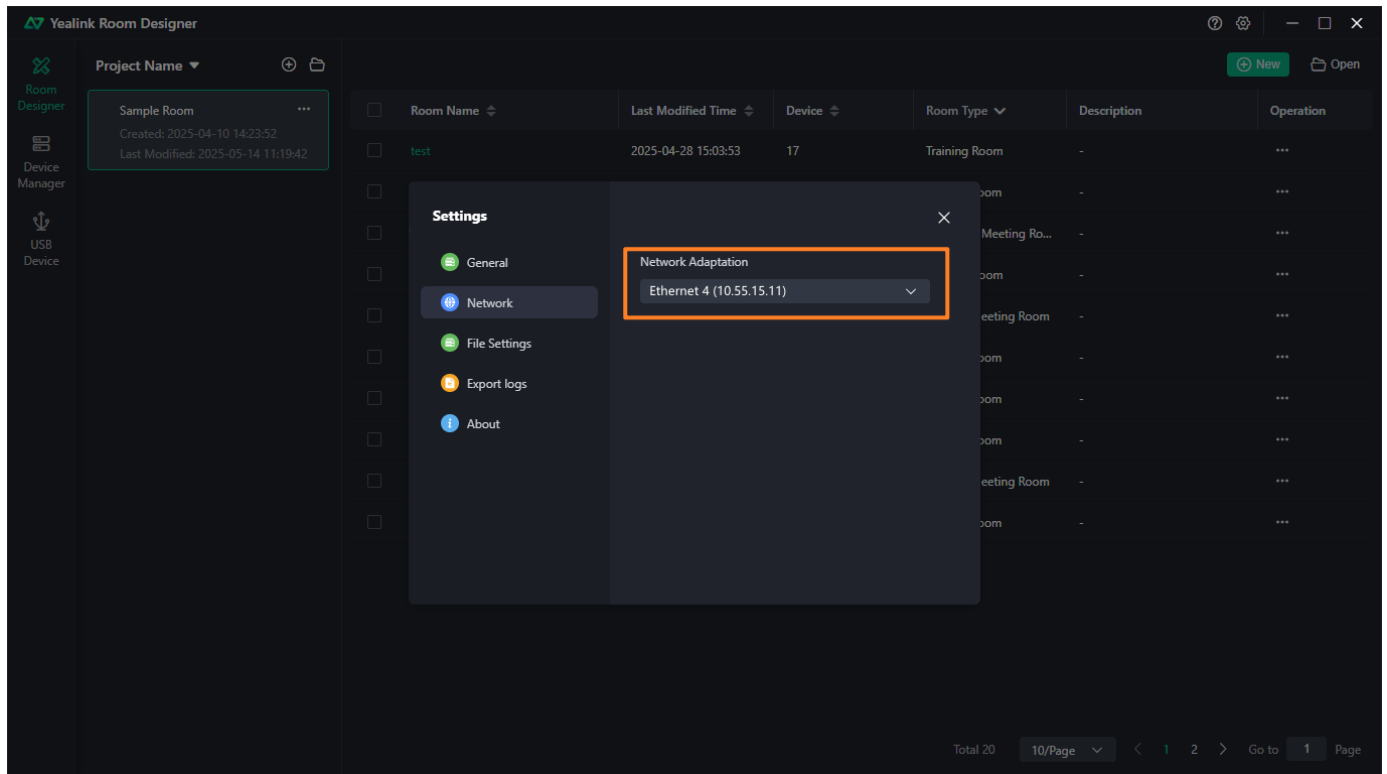 Yealink Room Designer
Room
Designer
Device
Manager
USB
Device
Project Name
Sample Room
Created: 2025-04-10 14:23:52
Last Modified: 2025-05-14 11:19:42
New
Open
Room Name
Last Modified Time
Device
Room Type
Description
Operation
test
2025-04-28 15:03:53
17
Training Room
-
...
oom
-
...
Meeting Ro...
-
...
oom
-
...
eeting Room
-
...
oom
-
...
oom
-
...
oom
-
...
eeting Room
-
...
oom
-
...
Settings
General
Network
File Settings
Export logs
About
Network Adaptation
Ethernet 4 (10.55.15.11)
Total 20
10/Page
1
2
Go to
1
Page